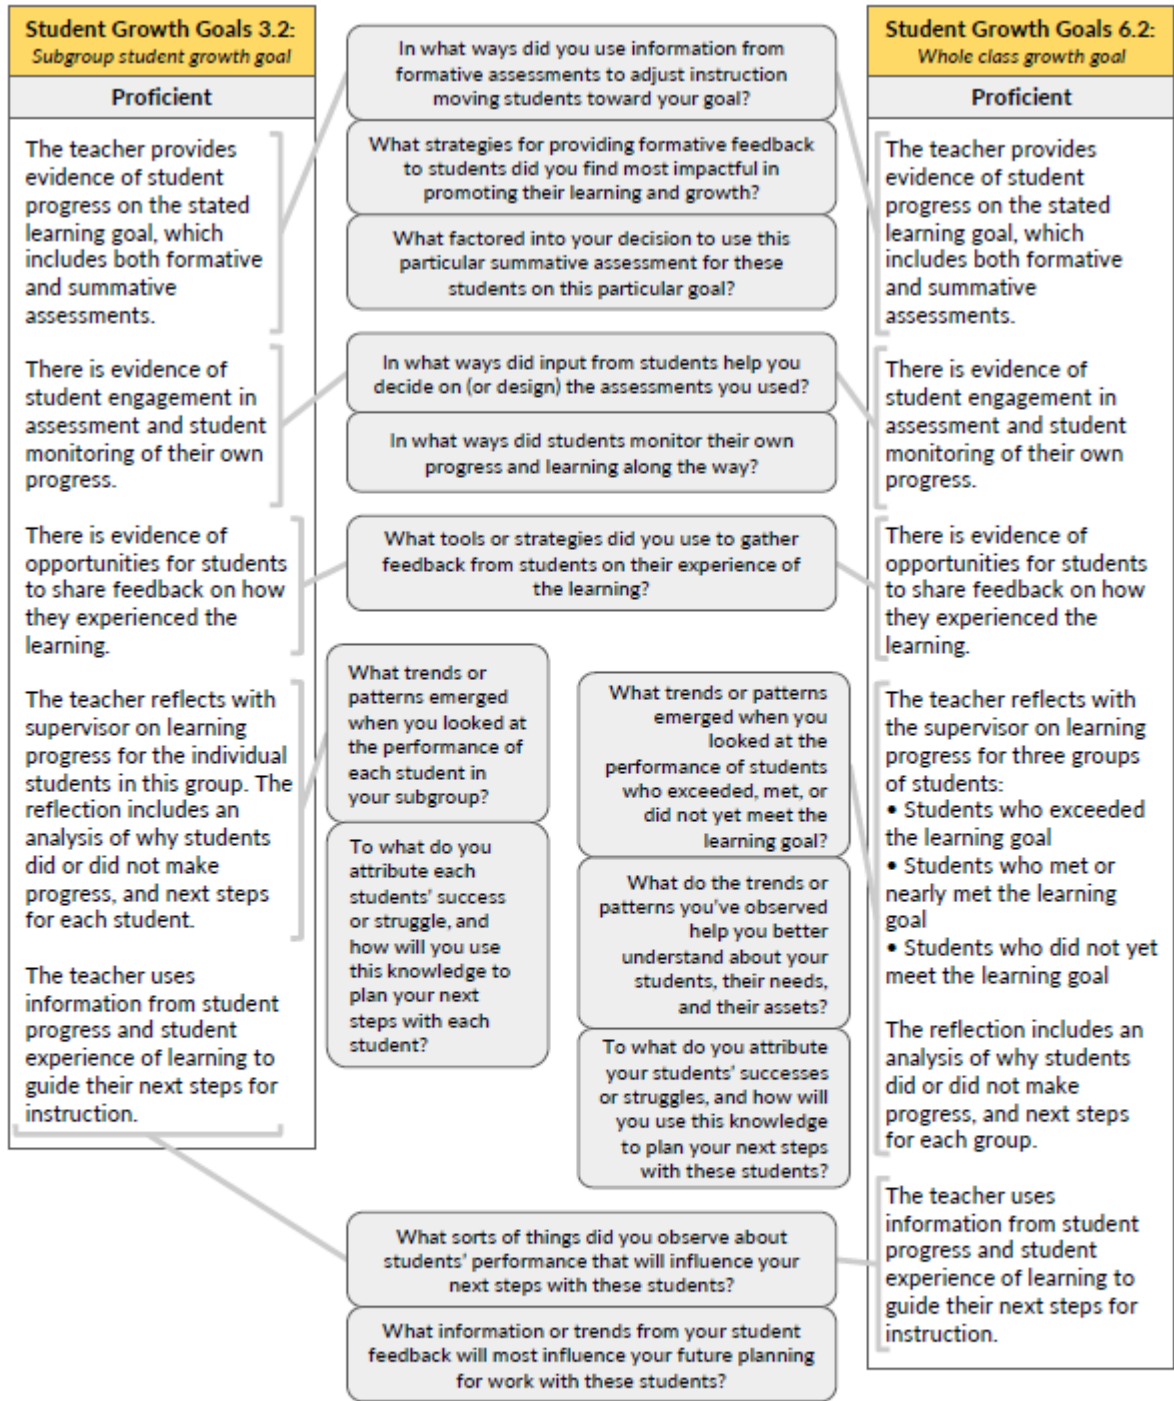 Student Growth Goals 3.2:
Subgroup student growth goal
Proficient
The teacher provides
evidence of student
progress on the stated
learning goal, which
includes both formative
and summative
assessments.
There is evidence of
student engagement in
assessment and student
monitoring of their own
progress.
There is evidence of
opportunities for students
to share feedback on how
they experienced the
learning.
The teacher reflects with
supervisor on learning
progress for the individual
students in this group. The
reflection includes an
analysis of why students
did or did not make
progress, and next steps
for each student.
The teacher uses
information from student
progress and student
experience of learning to
guide their next steps for
instruction.
In what ways did you use information from
formative assessments to adjust instruction
moving students toward your goal?
What strategies for providing formative feedback
to students did you find most impactful in
promoting their learning and growth?
What factored into your decision to use this
particular summative assessment for these
students on this particular goal?
In what ways did input from students help you
decide on (or design) the assessments you used?
In what ways did students monitor their own
progress and learning along the way?
What tools or strategies did you use to gather
feedback from students on their experience of
the learning?
What trends or
patterns emerged
when you looked at
the performance of
each student in
your subgroup?
To what do you
attribute each
students' success
or struggle, and
how will you use
this knowledge to
plan your next
steps with each
student?
What trends or patterns
emerged when you
looked at the
performance of students
who exceeded, met, or
did not yet meet the
learning goal?
What do the trends or
patterns you've observed
help you better
understand about your
students, their needs,
and their assets?
To what do you attribute
your students' successes
or struggles, and how will
you use this knowledge
to plan your next steps
with these students?
What sorts of things did you observe about
students' performance that will influence your
next steps with these students?
What information or trends from your student
feedback will most influence your future planning
for work with these students?
Student Growth Goals 6.2:
Whole class growth goal
Proficient
The teacher provides
evidence of student
progress on the stated
learning goal, which
includes both formative
and summative
assessments.
There is evidence of
student engagement in
assessment and student
monitoring of their own
progress.
There is evidence of
opportunities for students
to share feedback on how
they experienced the
learning.
The teacher reflects with
the supervisor on learning
progress for three groups
of students:
• Students who exceeded
the learning goal
• Students who met or
nearly met the learning
goal
• Students who did not yet
meet the learning goal
The reflection includes an
analysis of why students
did or did not make
progress, and next steps
for each group.
The teacher uses
information from student
progress and student
experience of learning to
guide their next steps for
instruction.